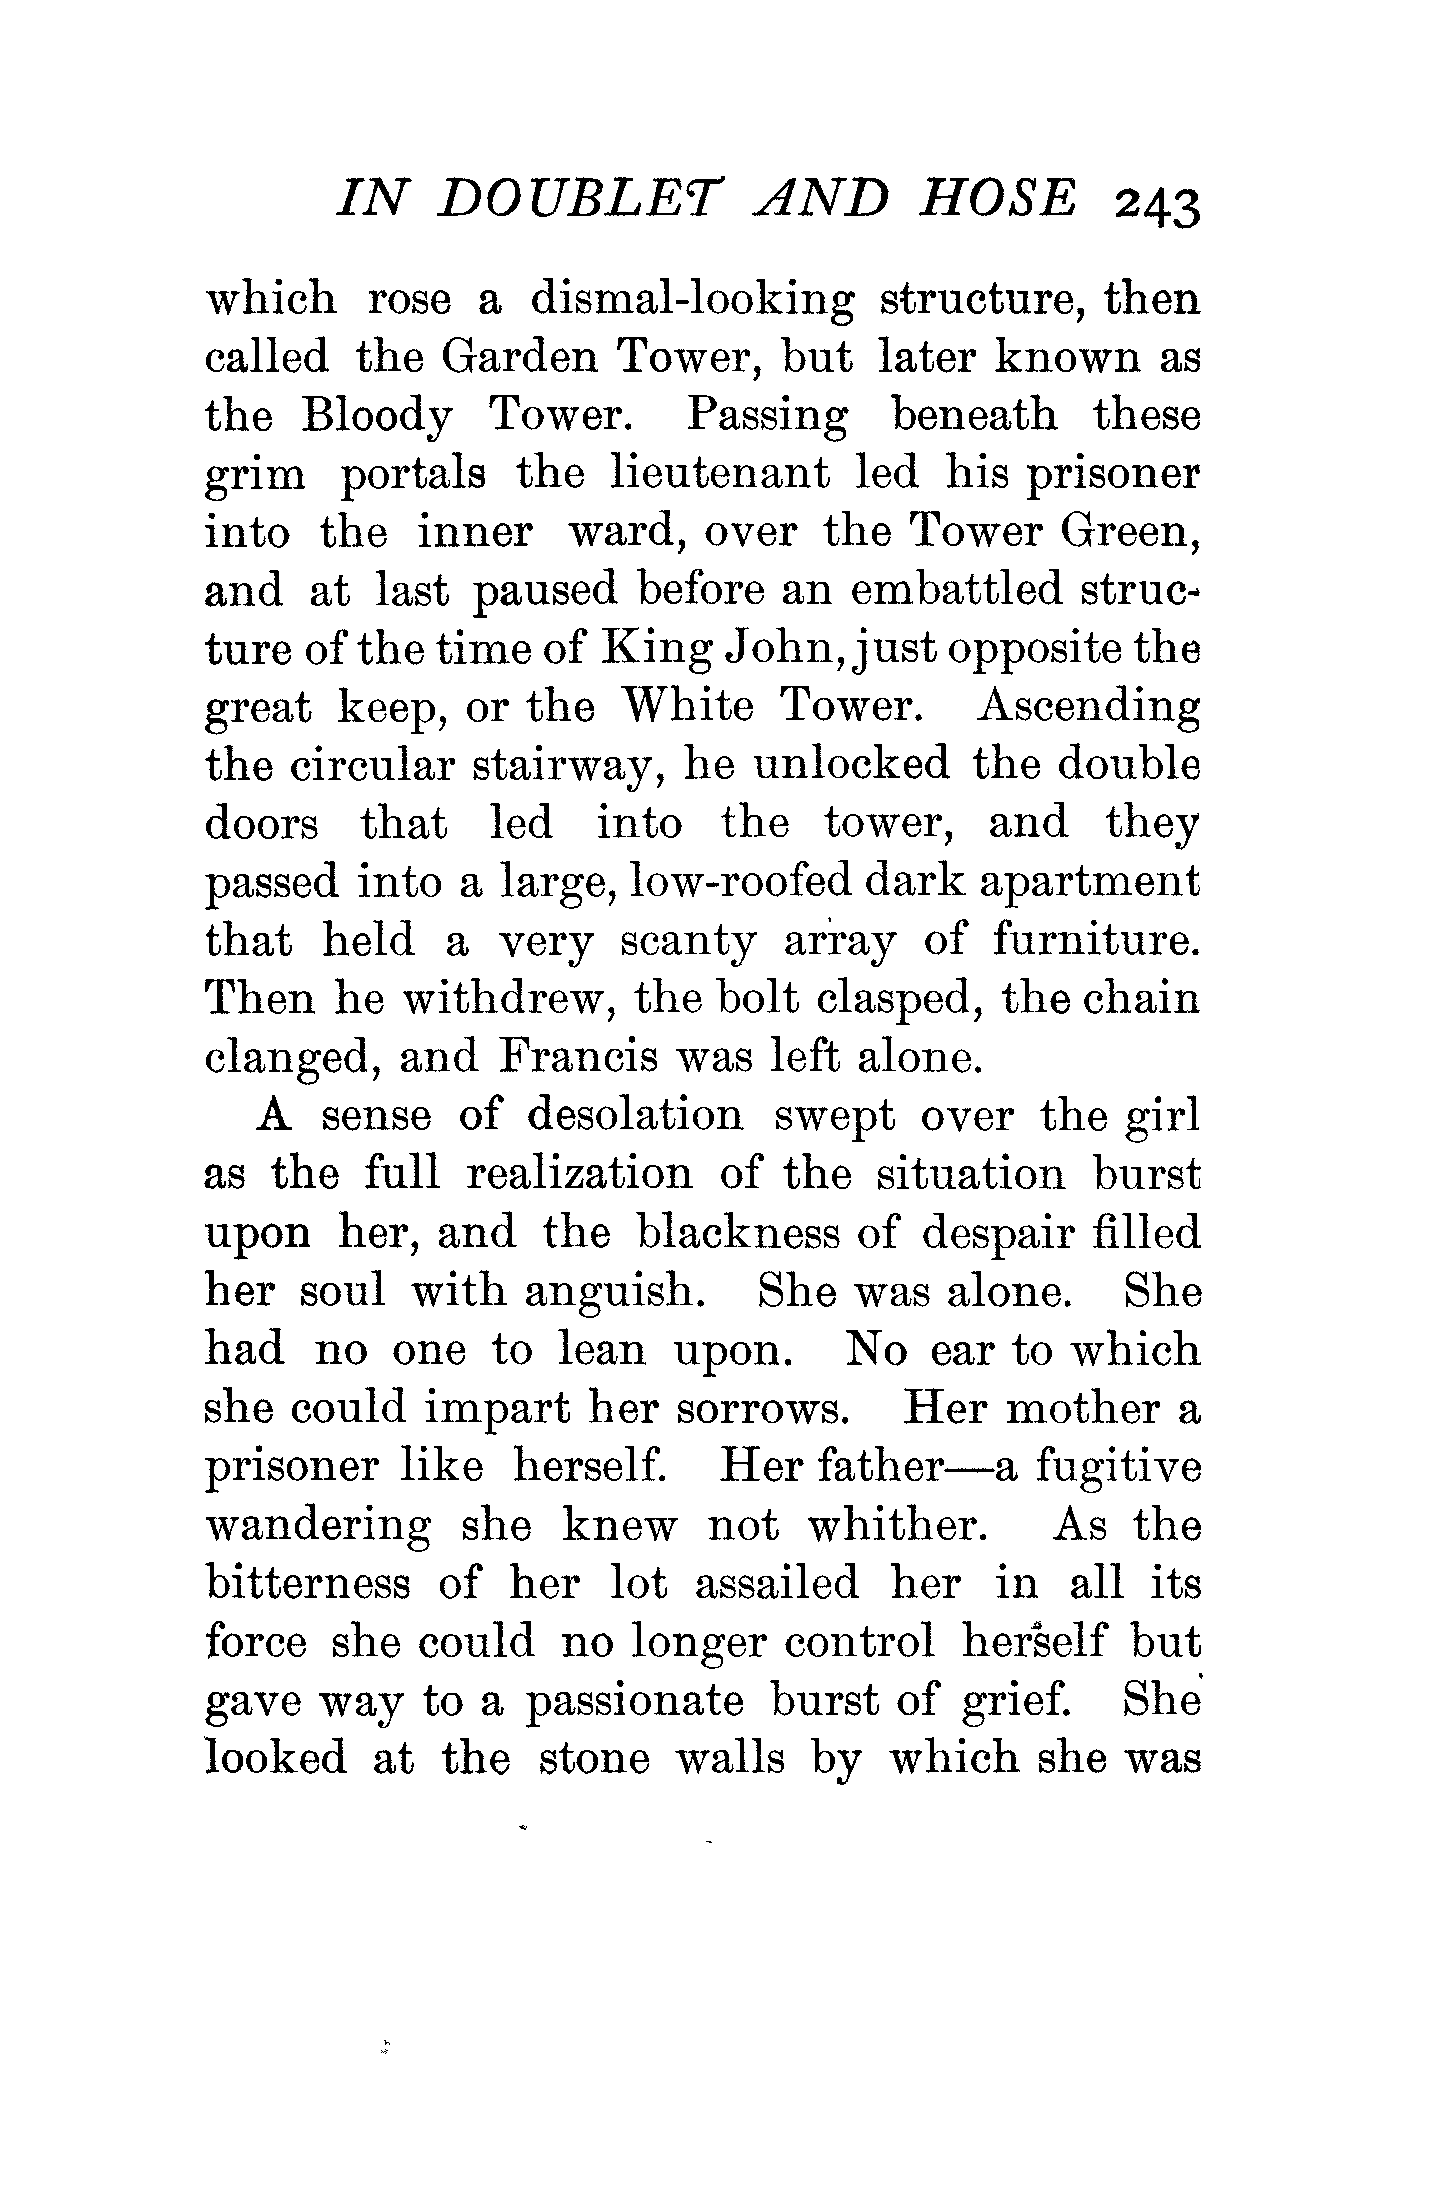 IN DOUBLET AND HOSE 243
which rose a dismal-looking structure, then
called the Garden Tower, but later known as
the Bloody Tower. Passing beneath these
grim portals the lieutenant led his prisoner
into the inner ward, over the Tower Green,
and at last paused before an embattled struc-
ture of the time of King John, just opposite the
great keep, or the White Tower. Ascending
the circular stairway, he unlocked the double
doors that led into the tower, and they
passed into a large, low-roofed dark apartment
that held a very scanty array of furniture.
Then he withdrew, the bolt clasped, the chain
clanged, and Francis was left alone.
A sense of desolation swept over the girl
as the full realization of the situation burst
upon her, and the blackness of despair filled
her soul with anguish. She was alone. She
had no one to lean upon. No ear to which
she could impart her sorrows. Her mother a
prisoner like herself. Her father—a fugitive
wandering she knew not whither. As the
bitterness of her lot assailed her in all its
force she could no longer control herself but
gave way to a passionate burst of grief. She
looked at the stone walls by which she was